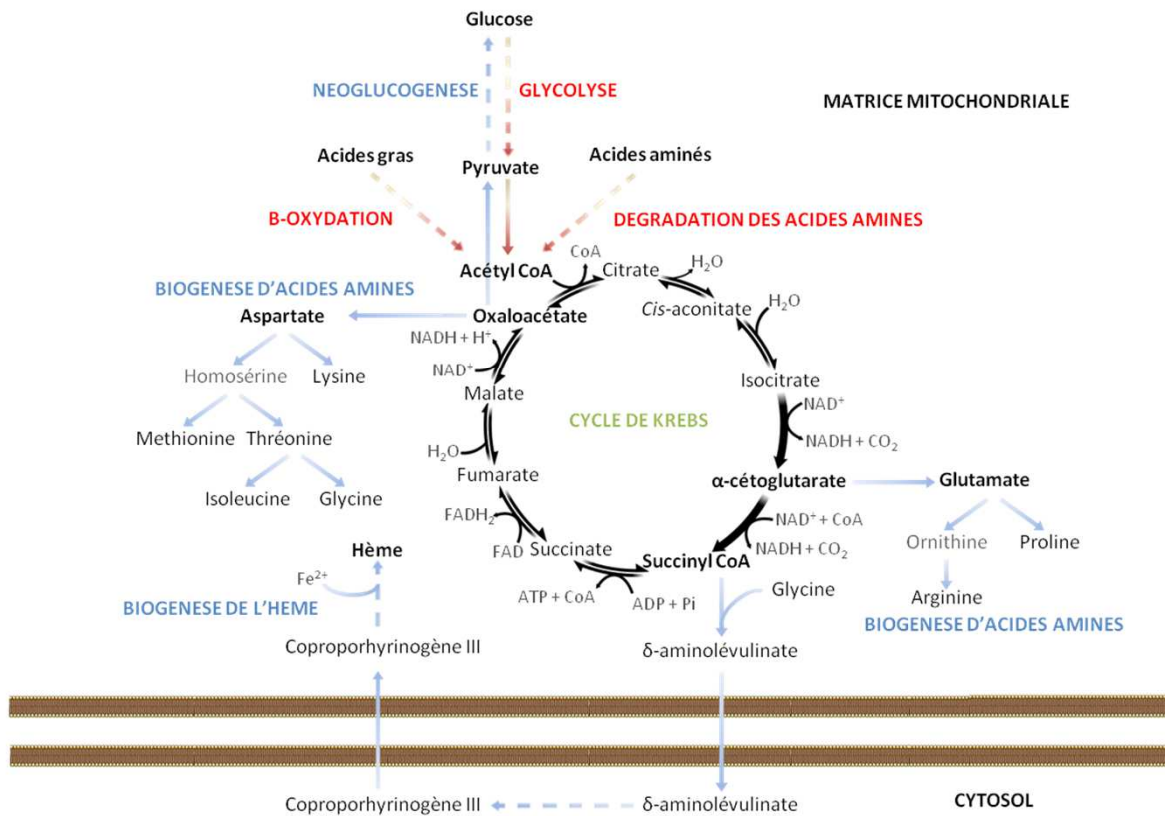 Glucose
NEOGLUCOGENESE
GLYCOLYSE
MATRICE MITOCHONDRIALE
Acides gras
Pyruvate
Acides aminés
B-OXYDATION
DEGRADATION DES ACIDES AMINES
Acétyl CoA
CoA
Citrate
H₂O
BIOGENESE D'ACIDES AMINES
Aspartate
Oxaloacétate
Cis-aconitate
H₂O
NADH + H⁺
NAD⁺
Homosérine
Lysine
Malate
Isocitrate
NAD⁺
NADH + CO₂
CYCLE DE KREBS
Methionine
Thréonine
H₂O
Fumarate
Isoleucine
Glycine
α-cétoglutarate
Glutamate
FADH₂
FAD
NAD⁺ + CoA
NADH + CO₂
Ornithine
Proline
Hème
Succinate
Succinyl CoA
Fe²⁺
ATP + CoA
ADP + Pi
Glycine
Arginine
BIOGENESE DE L'HEME
BIOGENESE D'ACIDES AMINES
Coproporhyrinogène III
δ-aminolévulinate
Coproporhyrinogène III
δ-aminolévulinate
CYTOSOL